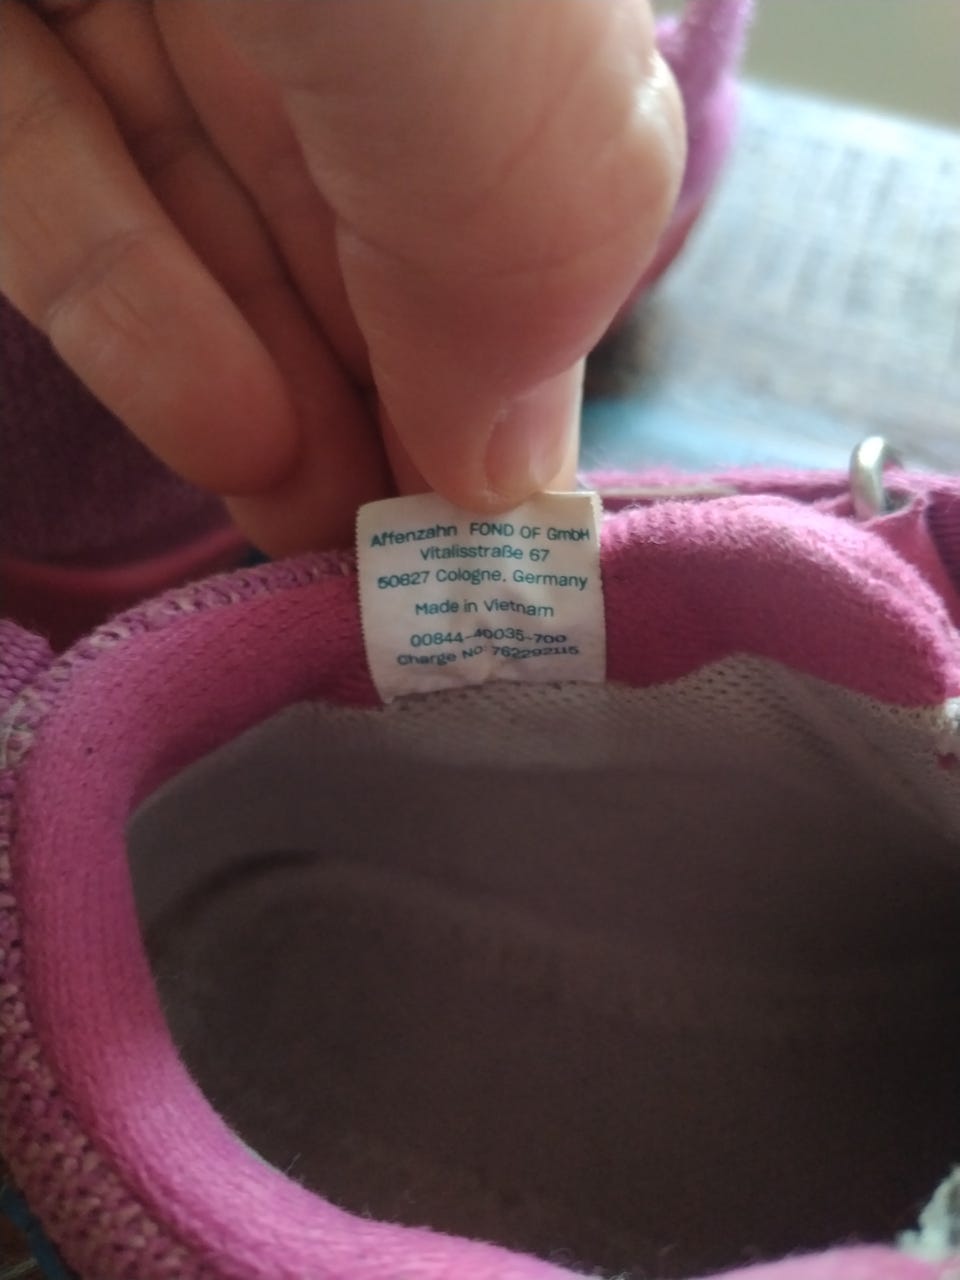 Affenzahn FOND OF GmbH
Vitalisstraße 67
50827 Cologne, Germany
Made in Vietnam
00844-40035-700
Charge No: 762292115